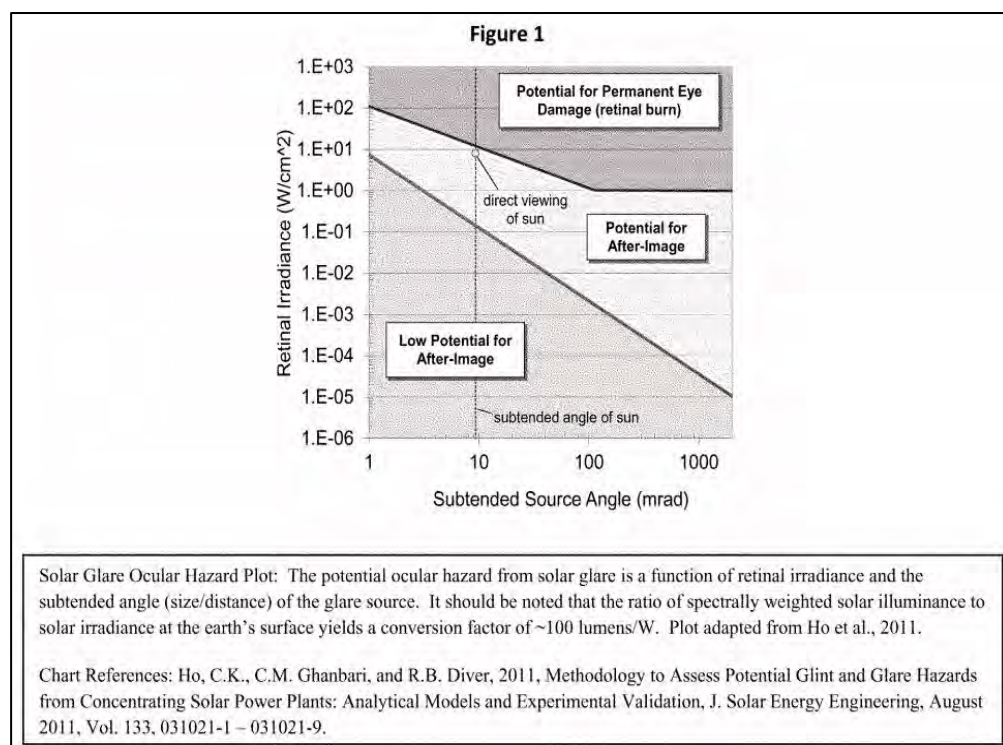 Figure 1
Retinal Irradiance (W/cm^2)
1.E+03
1.E+02
1.E+01
1.E+00
1.E-01
1.E-02
1.E-03
1.E-04
1.E-05
1.E-06
Potential for Permanent Eye
Damage (retinal burn)
direct viewing
of sun
Potential for
After-Image
Low Potential for
After-Image
subtended angle of sun
1
10
100
1000
Subtended Source Angle (mrad)
Solar Glare Ocular Hazard Plot: The potential ocular hazard from solar glare is a function of retinal irradiance and the
subtended angle (size/distance) of the glare source. It should be noted that the ratio of spectrally weighted solar illuminance to
solar irradiance at the earth's surface yields a conversion factor of ~100 lumens/W. Plot adapted from Ho et al., 2011.
Chart References: Ho, C.K., C.M. Ghanbari, and R.B. Diver, 2011, Methodology to Assess Potential Glint and Glare Hazards
from Concentrating Solar Power Plants: Analytical Models and Experimental Validation, J. Solar Energy Engineering, August
2011, Vol. 133, 031021-1 – 031021-9.